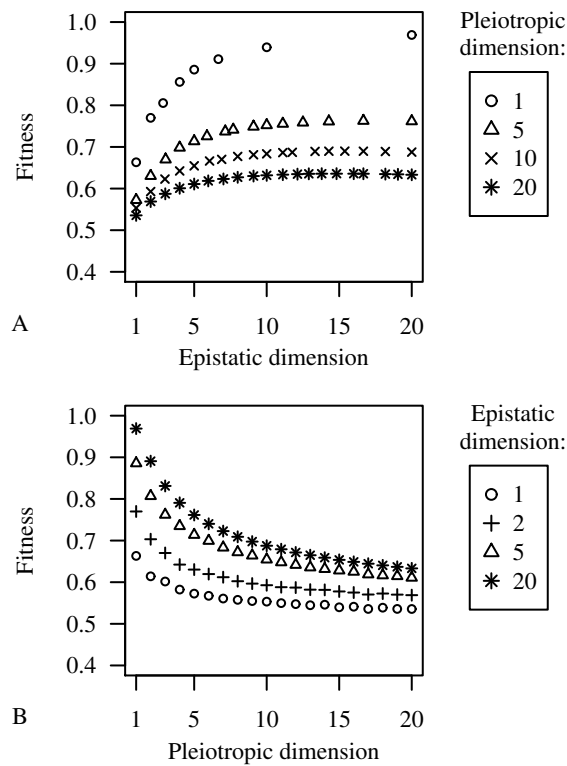 1.0
0.9
0.8
0.7
0.6
0.5
0.4
Fitness
1 5 10 15 20
Epistatic dimension
A
Pleiotropic
dimension:
1
5
10
20
1.0
0.9
0.8
0.7
0.6
0.5
0.4
Fitness
1 5 10 15 20
Pleiotropic dimension
B
Epistatic
dimension:
1
2
5
20